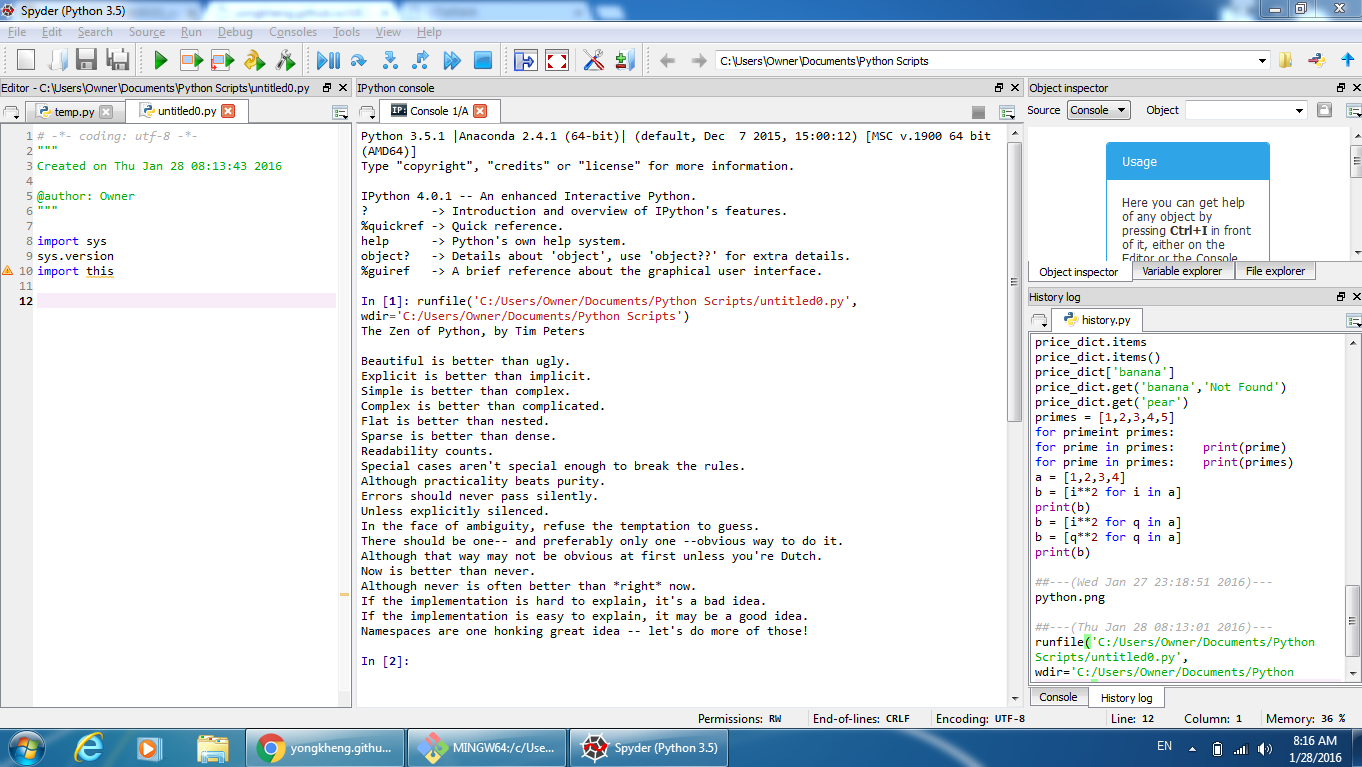 Spyder (Python 3.5)
File Edit Search Source Run Debug Consoles Tools View Help
C:\Users\Owner\Documents\Python Scripts
Editor - C:\Users\Owner\Documents\Python Scripts\untitled0.py
temp.py untitled0.py
1 # -*- coding: utf-8 -*-
2 """
3 Created on Thu Jan 28 08:13:43 2016
4
5 @author: Owner
6 """
7
8 import sys
9 sys.version
10 import this
11
12
IPython console
IP: Console 1/A
Python 3.5.1 |Anaconda 2.4.1 (64-bit)| (default, Dec  7 2015, 15:00:12) [MSC v.1900 64 bit
(AMD64)]
Type "copyright", "credits" or "license" for more information.
IPython 4.0.1 -- An enhanced Interactive Python.
?         -> Introduction and overview of IPython's features.
%quickref -> Quick reference.
help      -> Python's own help system.
object?   -> Details about 'object', use 'object??' for extra details.
%guiref   -> A brief reference about the graphical user interface.
In [1]: runfile('C:/Users/Owner/Documents/Python Scripts/untitled0.py',
wdir='C:/Users/Owner/Documents/Python Scripts')
The Zen of Python, by Tim Peters
Beautiful is better than ugly.
Explicit is better than implicit.
Simple is better than complex.
Complex is better than complicated.
Flat is better than nested.
Sparse is better than dense.
Readability counts.
Special cases aren't special enough to break the rules.
Although practicality beats purity.
Errors should never pass silently.
Unless explicitly silenced.
In the face of ambiguity, refuse the temptation to guess.
There should be one-- and preferably only one --obvious way to do it.
Although that way may not be obvious at first unless you're Dutch.
Now is better than never.
Although never is often better than *right* now.
If the implementation is hard to explain, it's a bad idea.
If the implementation is easy to explain, it may be a good idea.
Namespaces are one honking great idea -- let's do more of those!
In [2]:
Object inspector
Source Console Object
Usage
Here you can get help
of any object by
pressing Ctrl+I in front
of it, either on the
Editor or the Console.
Object inspector Variable explorer File explorer
History log
history.py
price_dict.items
price_dict.items()
price_dict['banana']
price_dict.get('banana','Not Found')
price_dict.get('pear')
primes = [1,2,3,4,5]
for primeint primes:
for prime in primes:    print(prime)
for prime in primes:    print(primes)
a = [1,2,3,4]
b = [i**2 for i in a]
print(b)
b = [i**2 for q in a]
b = [q**2 for q in a]
print(b)
##---(Wed Jan 27 23:18:51 2016)---
python.png
##---(Thu Jan 28 08:13:01 2016)---
runfile('C:/Users/Owner/Documents/Python
Scripts/untitled0.py',
wdir='C:/Users/Owner/Documents/Python
Console History log
Permissions: RW End-of-lines: CRLF Encoding: UTF-8 Line: 12 Column: 1 Memory: 36 %
yongkheng.githu... MINGW64:/c/Use... Spyder (Python 3.5) EN 8:16 AM
1/28/2016